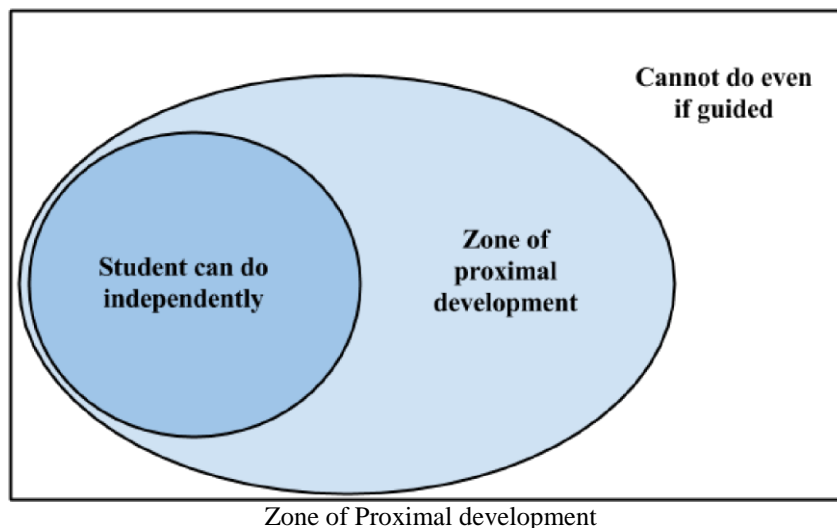 Cannot do even
if guided
Student can do
independently
Zone of
proximal
development
Zone of Proximal development